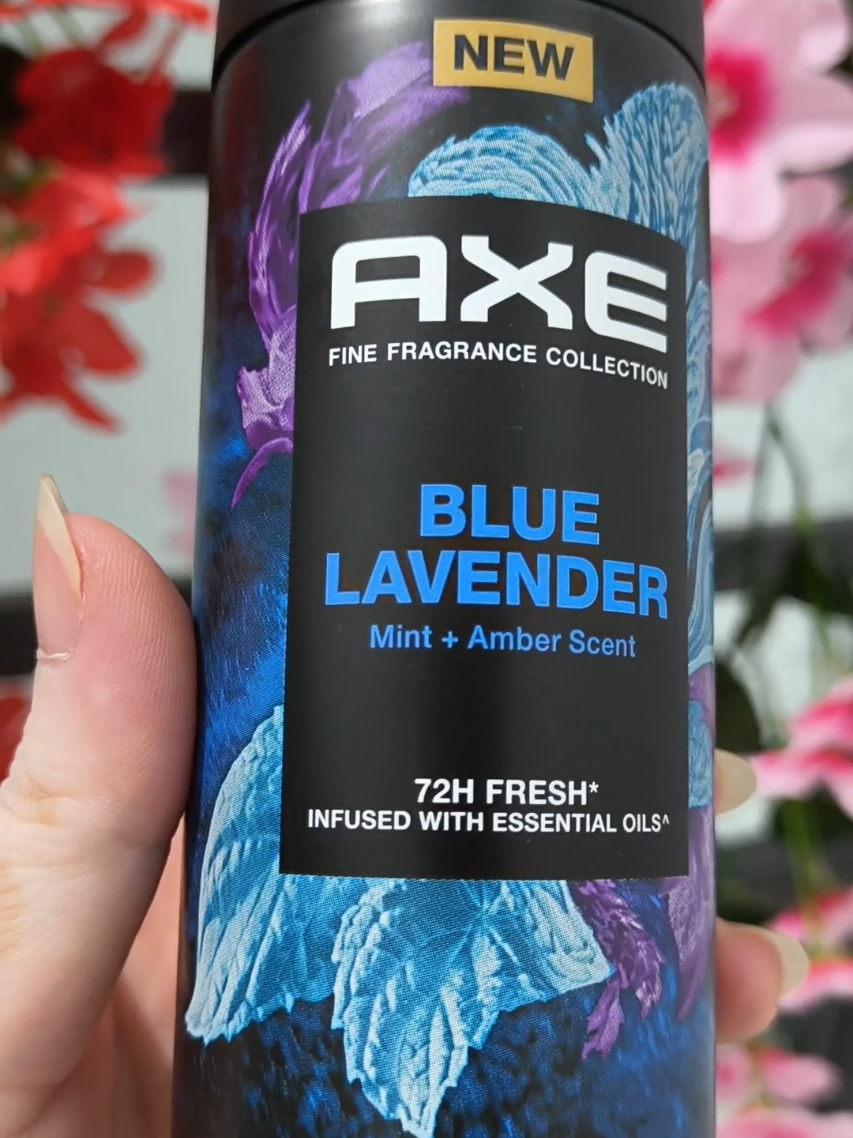 NEW
AXE
FINE FRAGRANCE COLLECTION
BLUE
LAVENDER
Mint + Amber Scent
72H FRESH*
INFUSED WITH ESSENTIAL OILS^